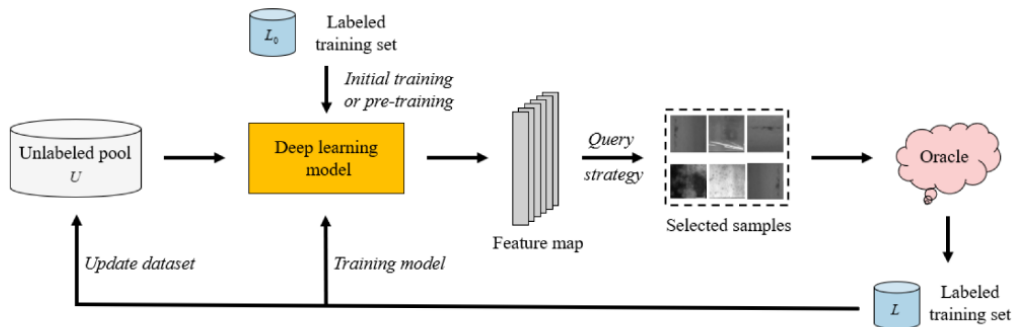 L₀
Labeled
training set
Initial training
or pre-training
Unlabeled pool
U
Deep learning
model
Feature map
Query
strategy
Selected samples
Oracle
Update dataset
Training model
L
Labeled
training set